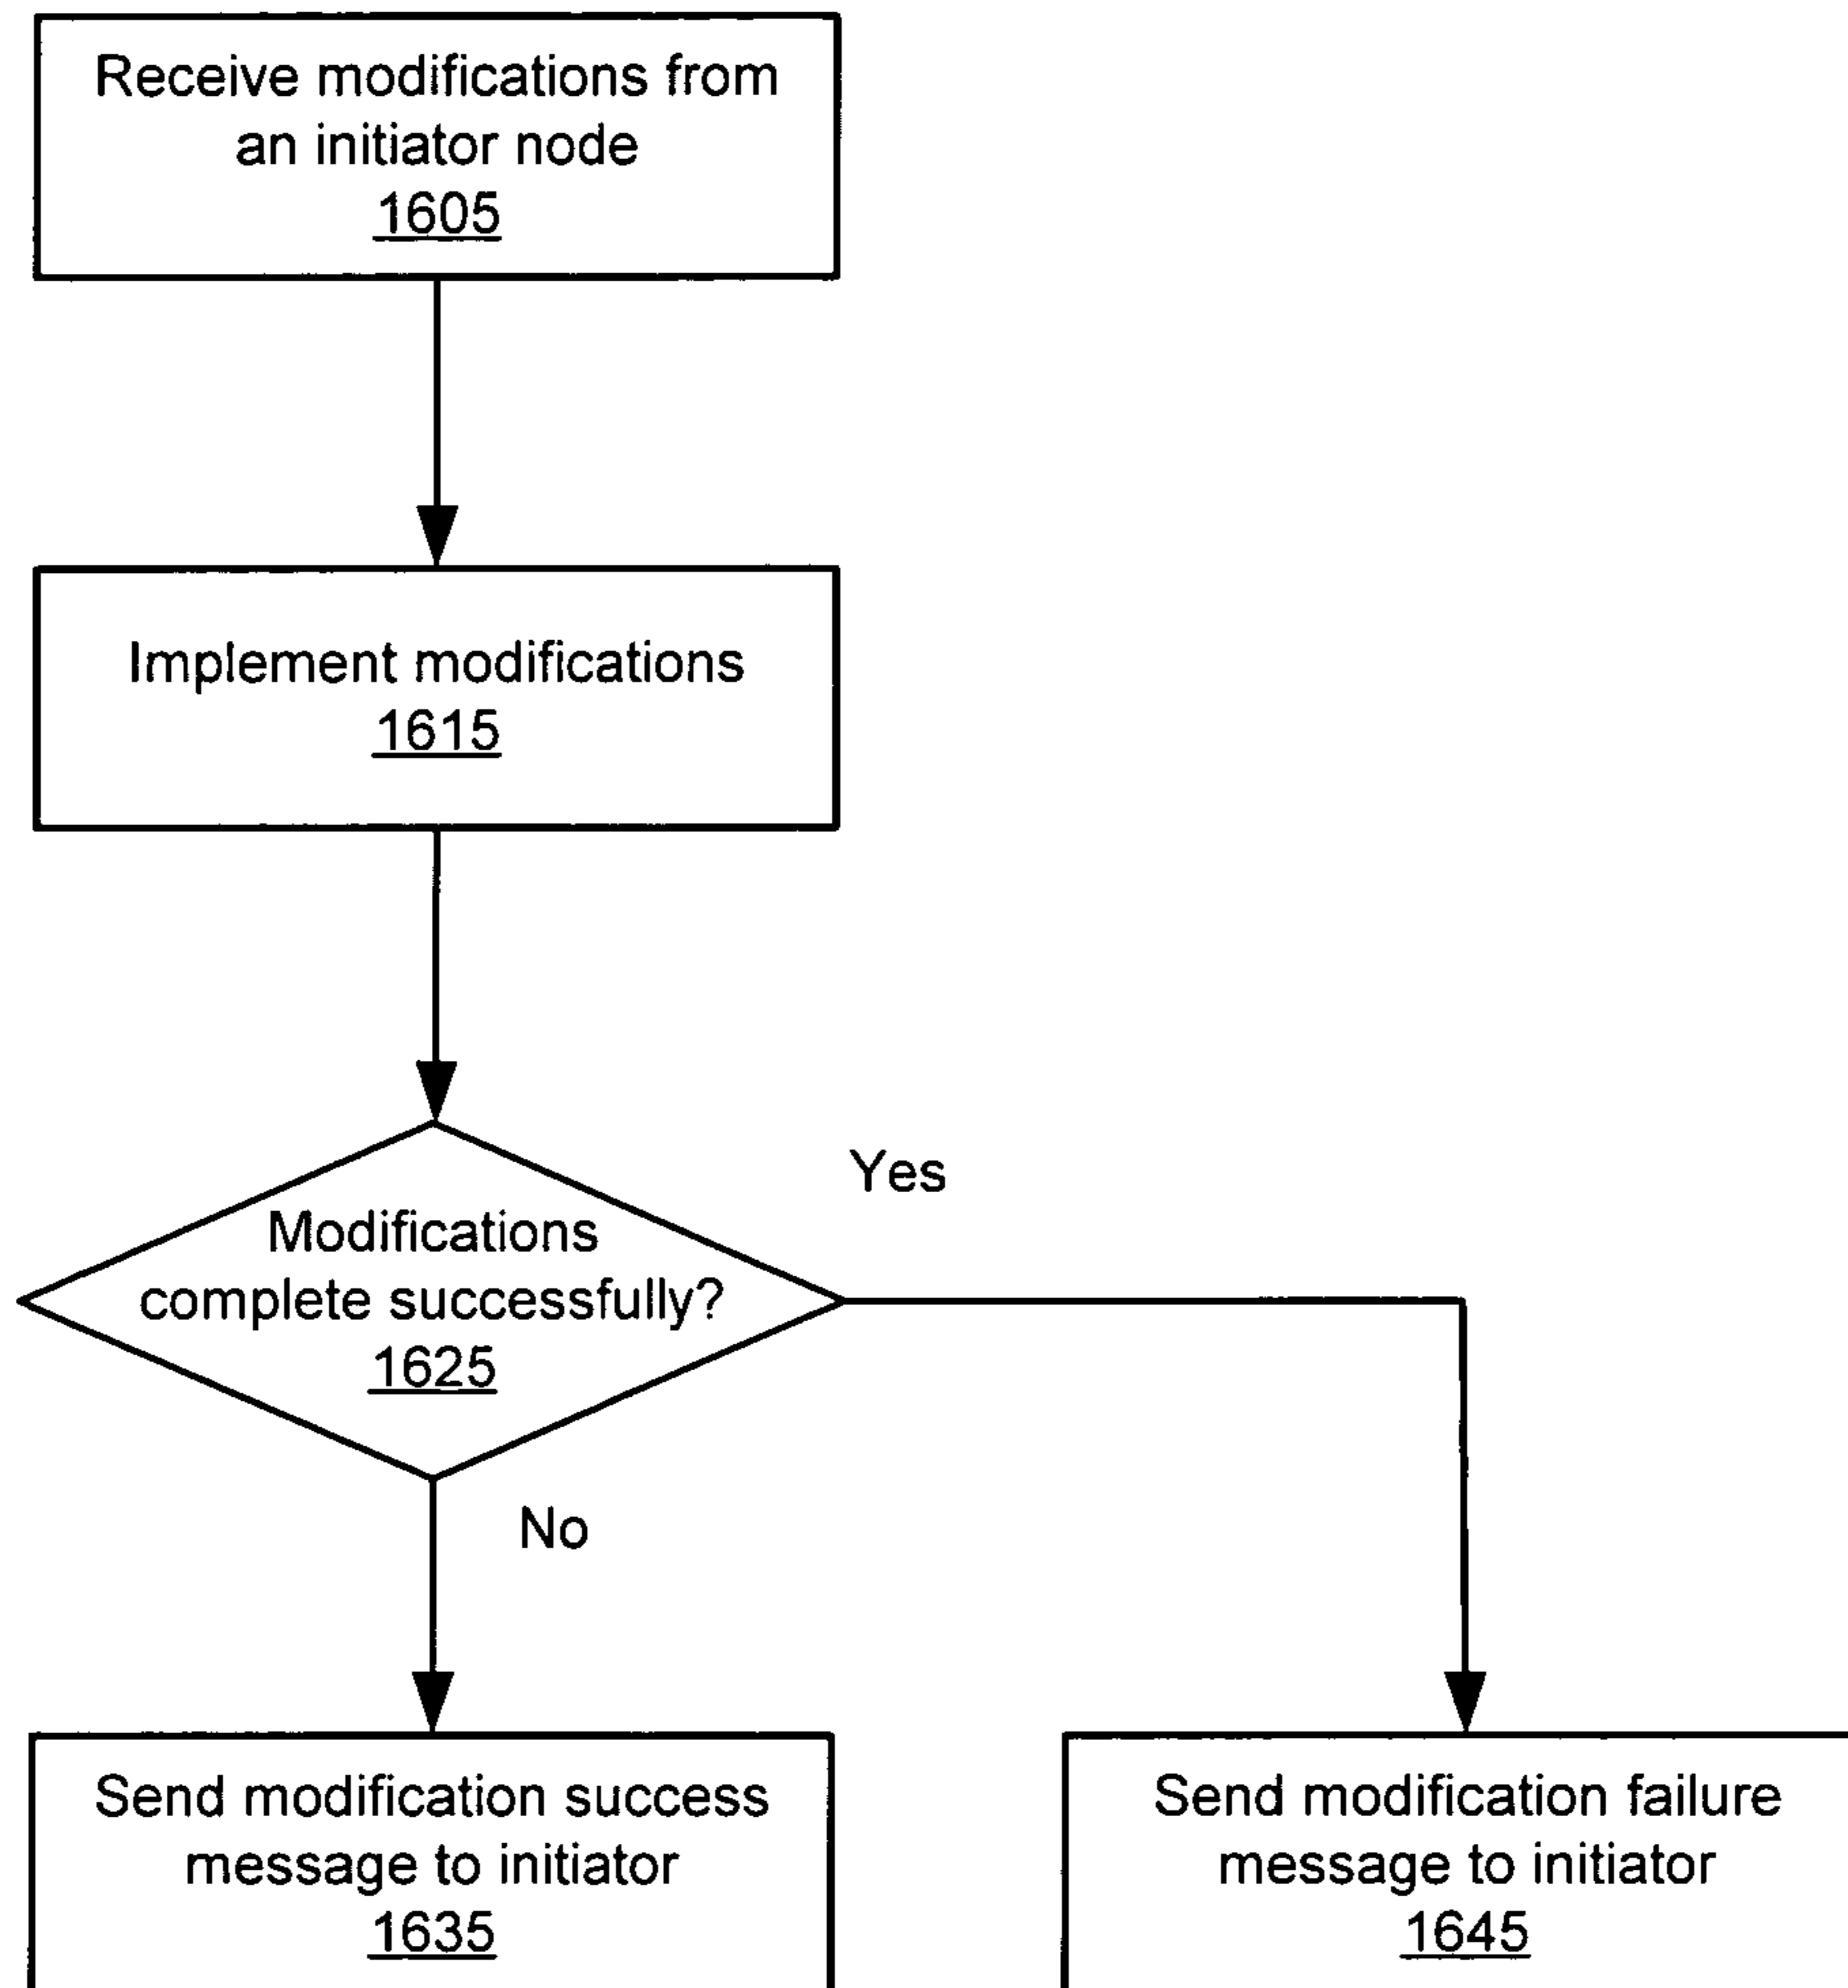 Receive modifications from
an initiator node
1605
Implement modifications
1615
Yes
Modifications
complete successfully?
1625
No
Send modification success
message to initiator
1635
Send modification failure
message to initiator
1645